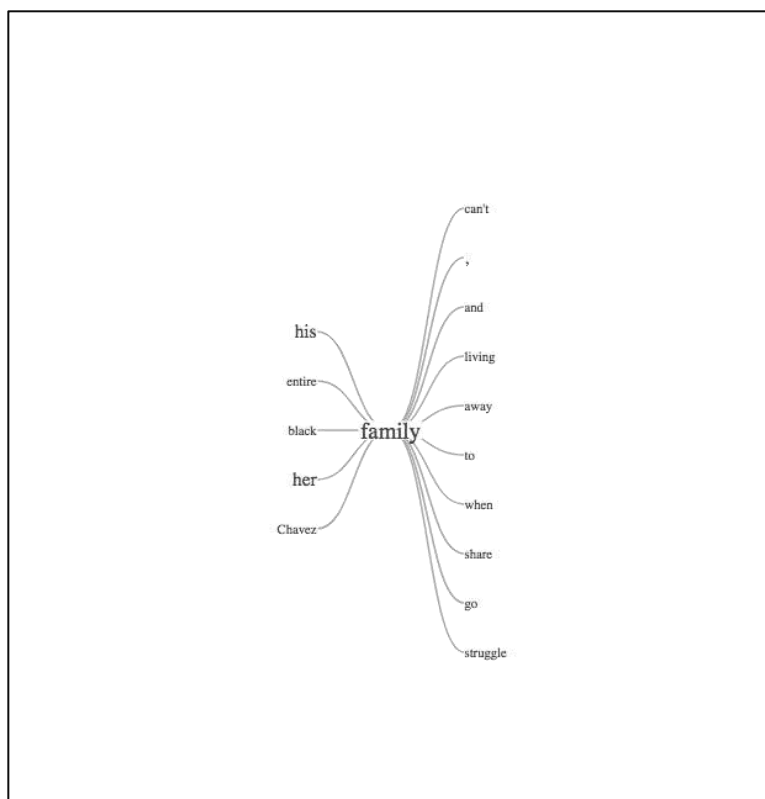 his
entire
black
her
Chavez
family
can't
,
and
living
away
to
when
share
go
struggle